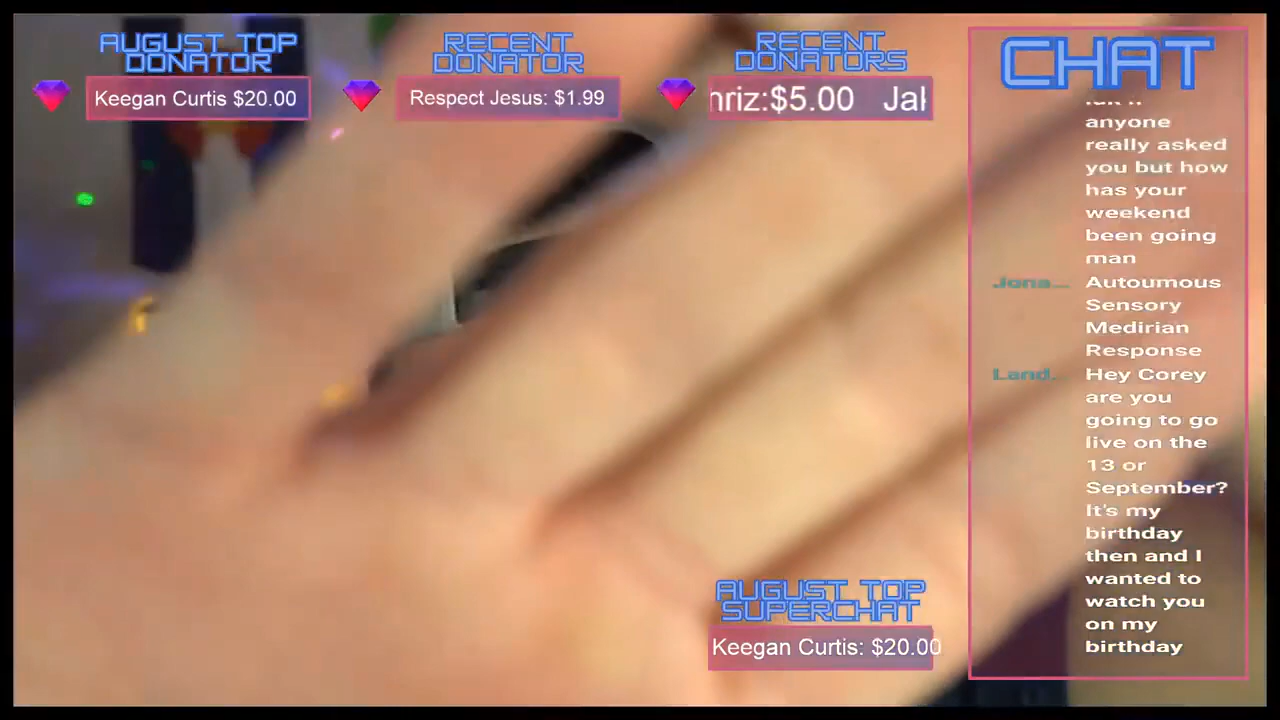 AUGUST TOP
DONATOR
Keegan Curtis $20.00
RECENT
DONATOR
Respect Jesus: $1.99
RECENT
DONATORS
hriz:$5.00 Jal
CHAT
anyone
really asked
you but how
has your
weekend
been going
man
Jona... Autoumous
Sensory
Medirian
Response
Land. Hey Corey
are you
going to go
live on the
13 or
September?
It's my
birthday
then and I
wanted to
watch you
on my
birthday
AUGUST TOP
SUPERCHAT
Keegan Curtis: $20.00